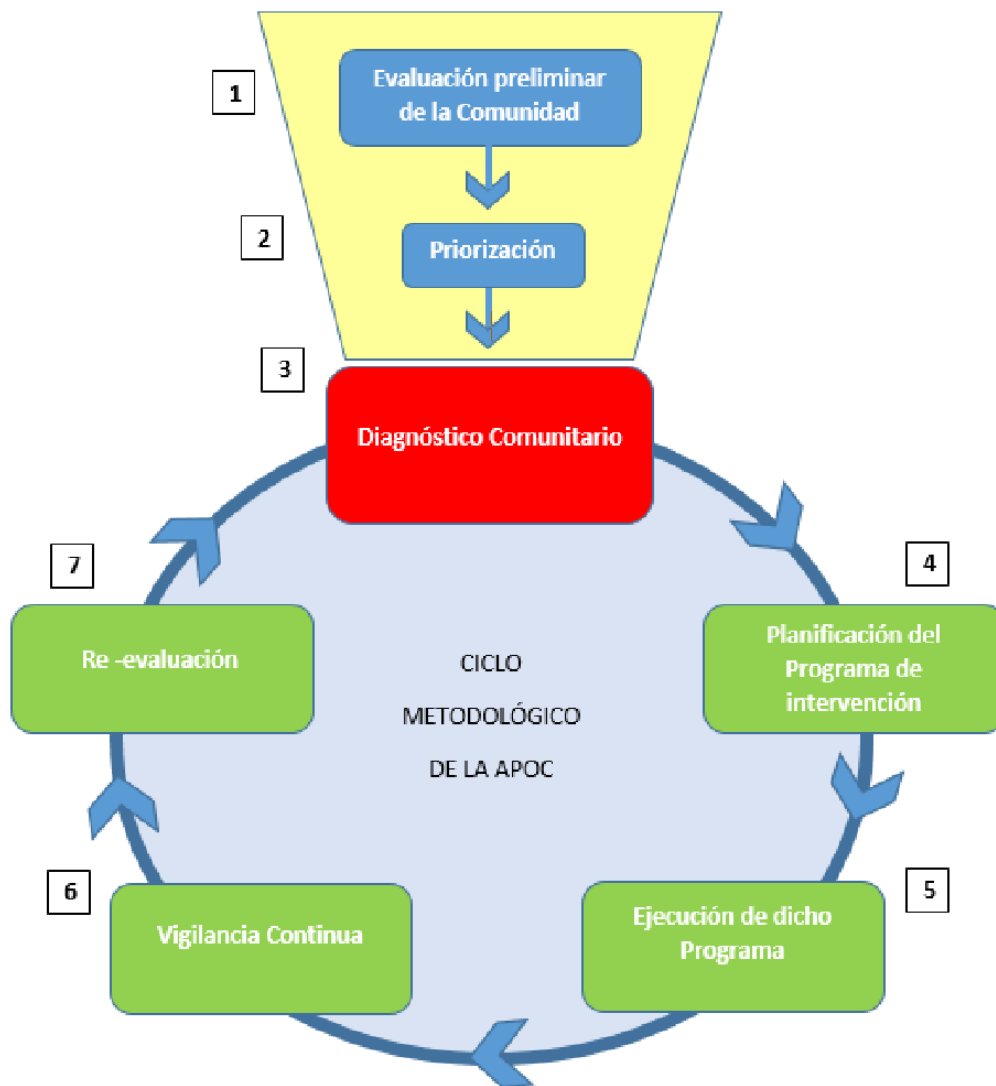 1
Evaluación preliminar
de la Comunidad
2
Priorización
3
Diagnóstico Comunitario
7
Re -evaluación
4
Planificación del
Programa de
intervención
CICLO
METODOLÓGICO
DE LA APOC
6
Vigilancia Continua
5
Ejecución de dicho
Programa